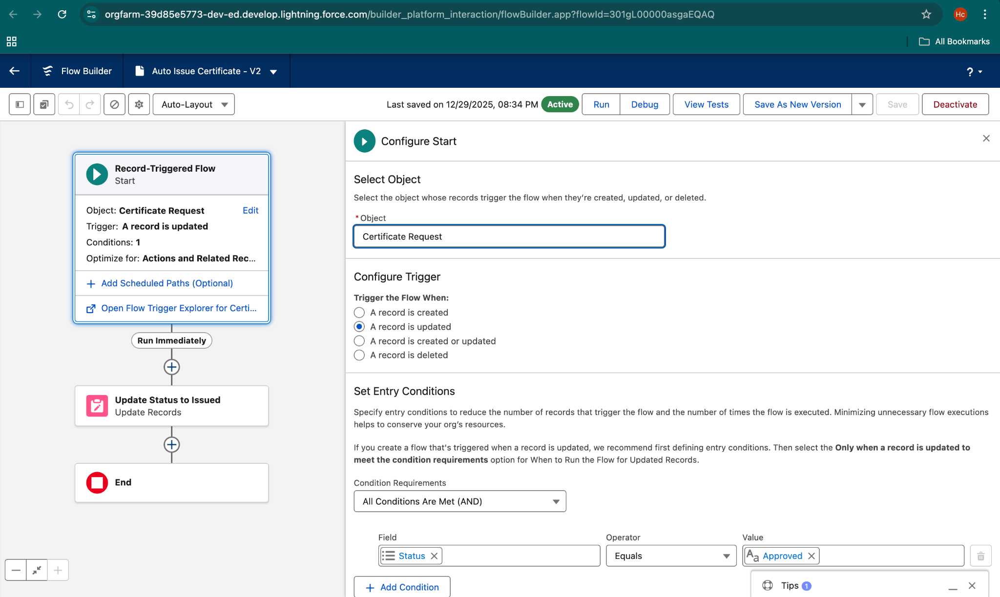 orgfarm-39d85e5773-dev-ed.develop.lightning.force.com/builder_platform_interaction/flowBuilder.app?flowId=301gL00000asgaEQAQ
Hc
All Bookmarks
Flow Builder
Auto Issue Certificate - V2
?
Auto-Layout
Last saved on 12/29/2025, 08:34 PM
Active
Run
Debug
View Tests
Save As New Version
Save
Deactivate
Record-Triggered Flow
Start
Object: Certificate Request
Edit
Trigger: A record is updated
Conditions: 1
Optimize for: Actions and Related Rec...
Add Scheduled Paths (Optional)
Open Flow Trigger Explorer for Certi...
Run Immediately
Update Status to Issued
Update Records
End
Configure Start
Select Object
Select the object whose records trigger the flow when they’re created, updated, or deleted.
* Object
Certificate Request
Configure Trigger
Trigger the Flow When:
A record is created
A record is updated
A record is created or updated
A record is deleted
Set Entry Conditions
Specify entry conditions to reduce the number of records that trigger the flow and the number of times the flow is executed. Minimizing unnecessary flow executions
helps to conserve your org’s resources.
If you create a flow that's triggered when a record is updated, we recommend first defining entry conditions. Then select the Only when a record is updated to
meet the condition requirements option for When to Run the Flow for Updated Records.
Condition Requirements
All Conditions Are Met (AND)
Field
Operator
Value
Status
Equals
Aa Approved
Add Condition
Tips 1